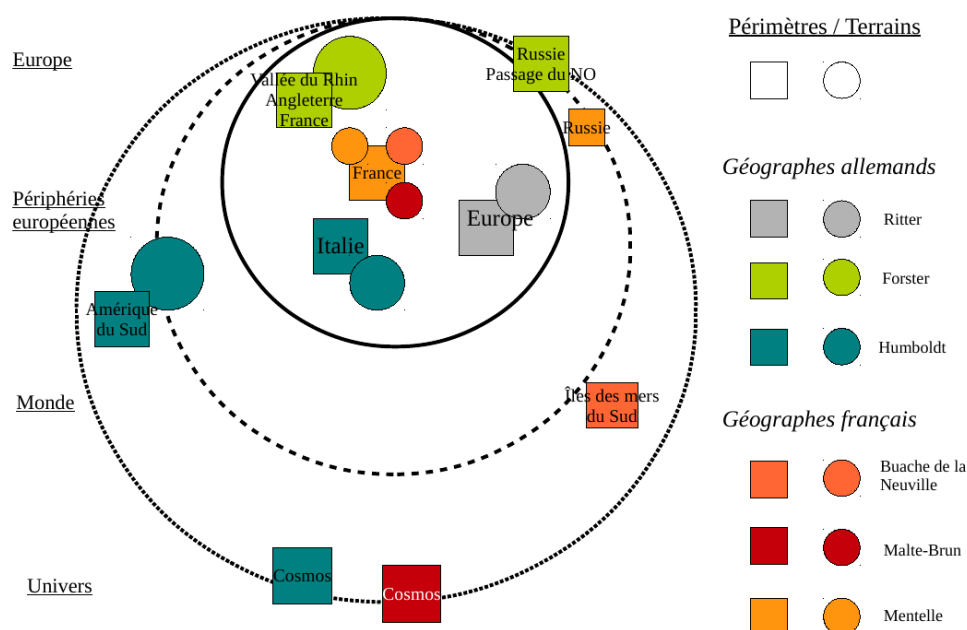 Europe
Périphéries
européennes
Monde
Univers
Vallée du Rhin
Angleterre
France
Russie
Passage du NO
Russie
France
Europe
Italie
Amérique
du Sud
Îles des mers
du Sud
Cosmos
Cosmos
Périmètres / Terrains
Géographes allemands
Ritter
Forster
Humboldt
Géographes français
Buache de la
Neuville
Malte-Brun
Mentelle